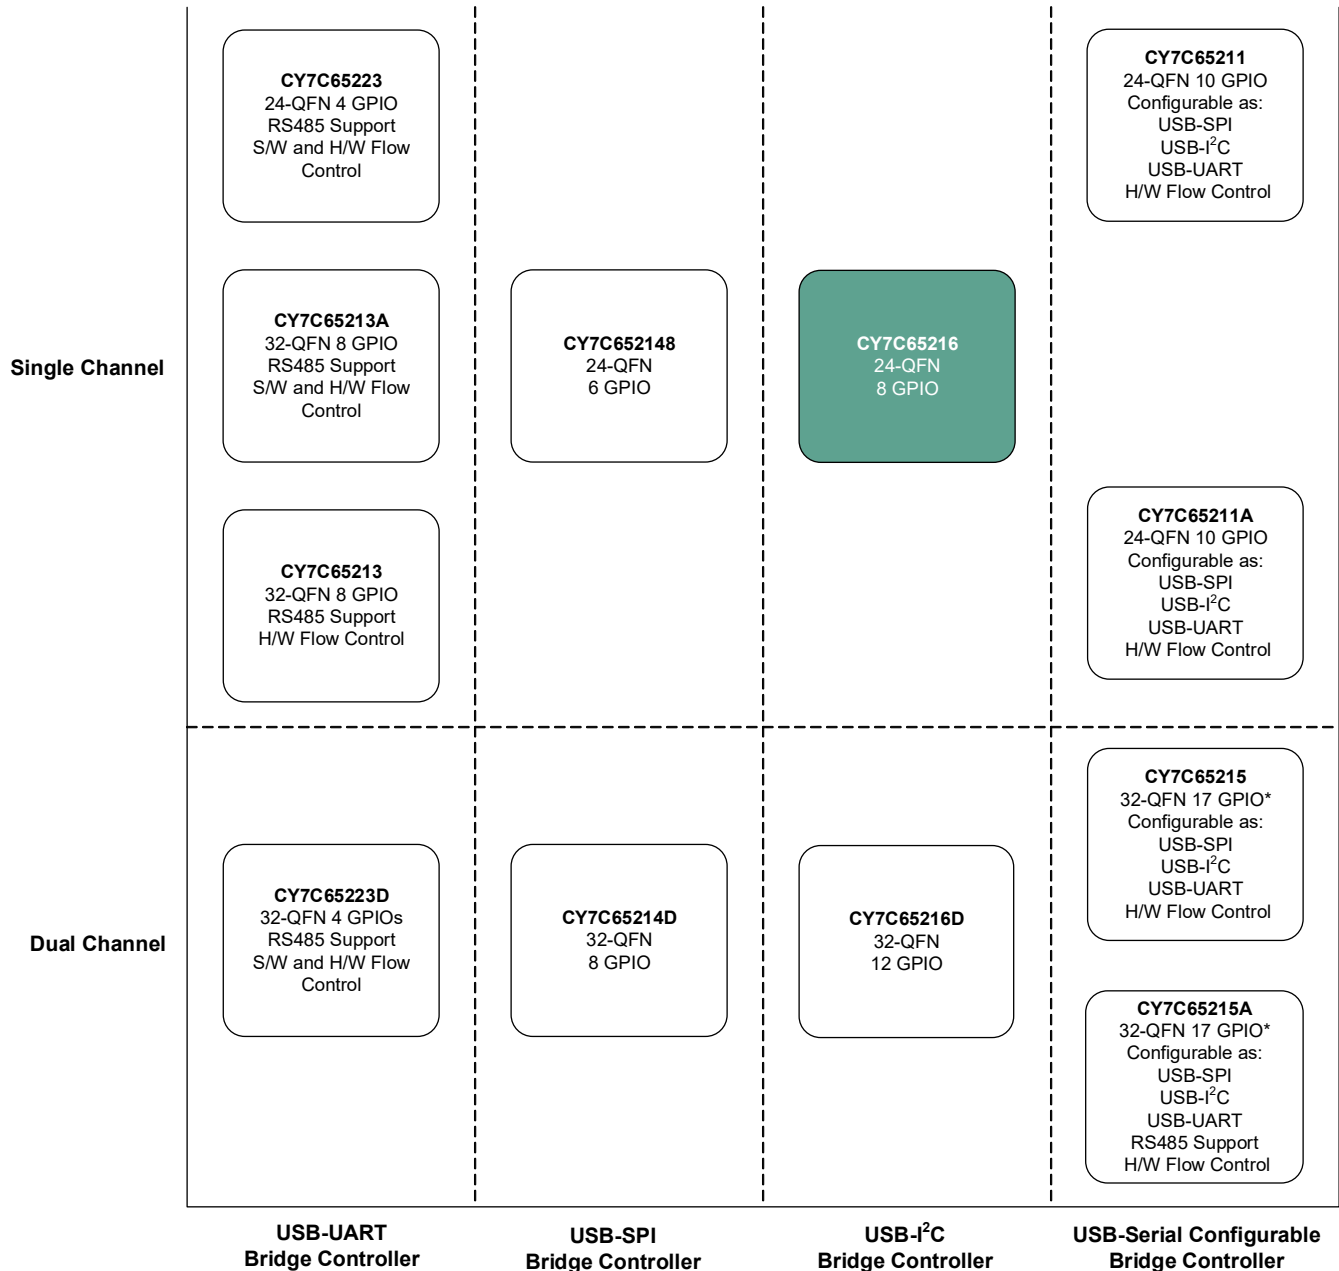 CY7C65223
24-QFN 4 GPIO
RS485 Support
S/W and H/W Flow
Control
CY7C65211
24-QFN 10 GPIO
Configurable as:
USB-SPI
USB-I²C
USB-UART
H/W Flow Control
Single Channel
CY7C65213A
32-QFN 8 GPIO
RS485 Support
S/W and H/W Flow
Control
CY7C652148
24-QFN
6 GPIO
CY7C65216
24-QFN
8 GPIO
CY7C65213
32-QFN 8 GPIO
RS485 Support
H/W Flow Control
CY7C65211A
24-QFN 10 GPIO
Configurable as:
USB-SPI
USB-I²C
USB-UART
H/W Flow Control
Dual Channel
CY7C65223D
32-QFN 4 GPIOs
RS485 Support
S/W and H/W Flow
Control
CY7C65214D
32-QFN
8 GPIO
CY7C65216D
32-QFN
12 GPIO
CY7C65215
32-QFN 17 GPIO*
Configurable as:
USB-SPI
USB-I²C
USB-UART
H/W Flow Control
CY7C65215A
32-QFN 17 GPIO*
Configurable as:
USB-SPI
USB-I²C
USB-UART
RS485 Support
H/W Flow Control
USB-UART
Bridge Controller
USB-SPI
Bridge Controller
USB-I²C
Bridge Controller
USB-Serial Configurable
Bridge Controller